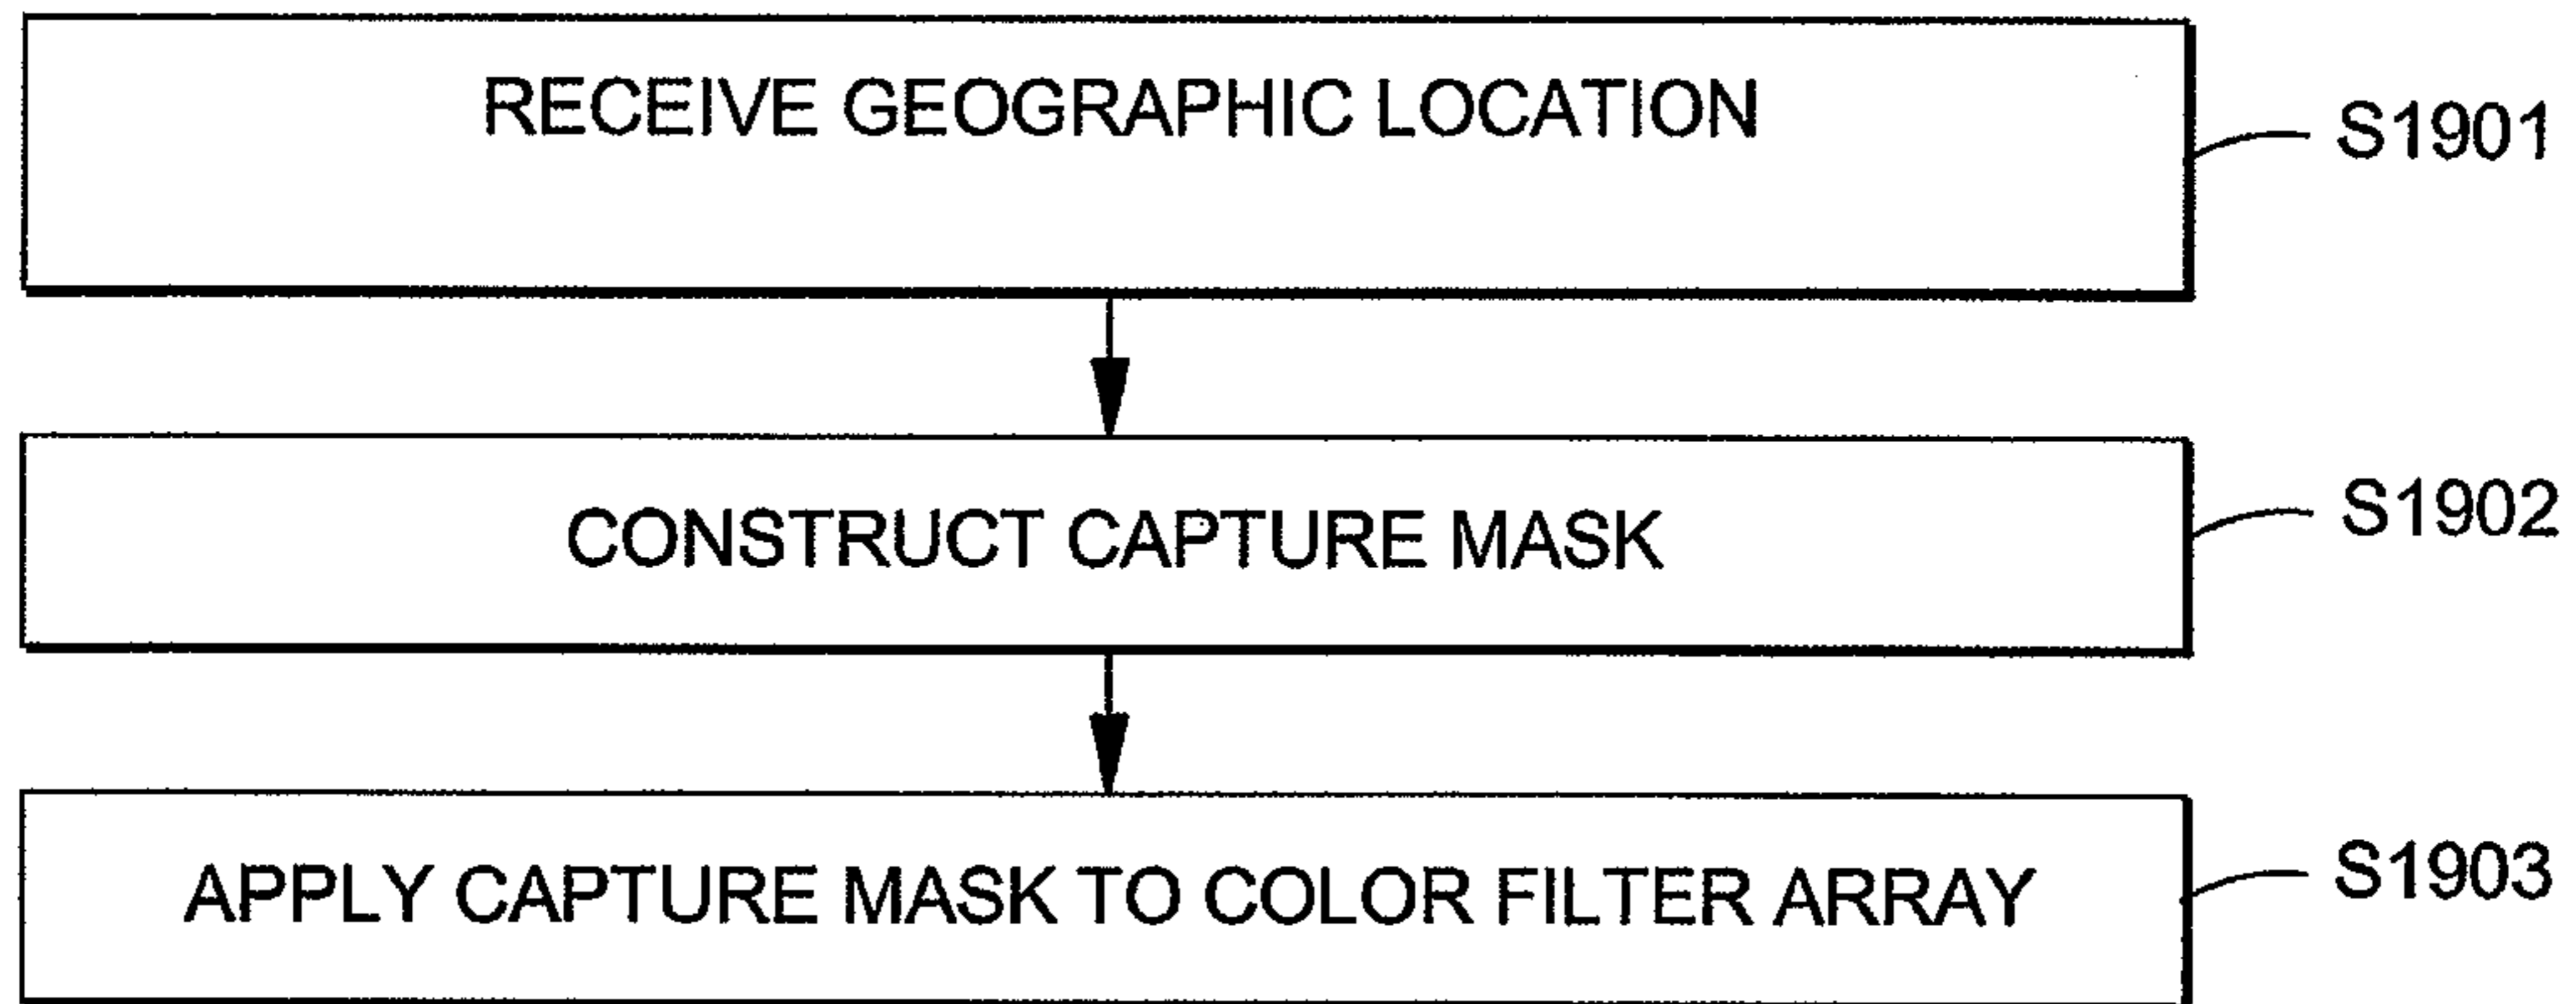 RECEIVE GEOGRAPHIC LOCATION
S1901
CONSTRUCT CAPTURE MASK
S1902
APPLY CAPTURE MASK TO COLOR FILTER ARRAY
S1903